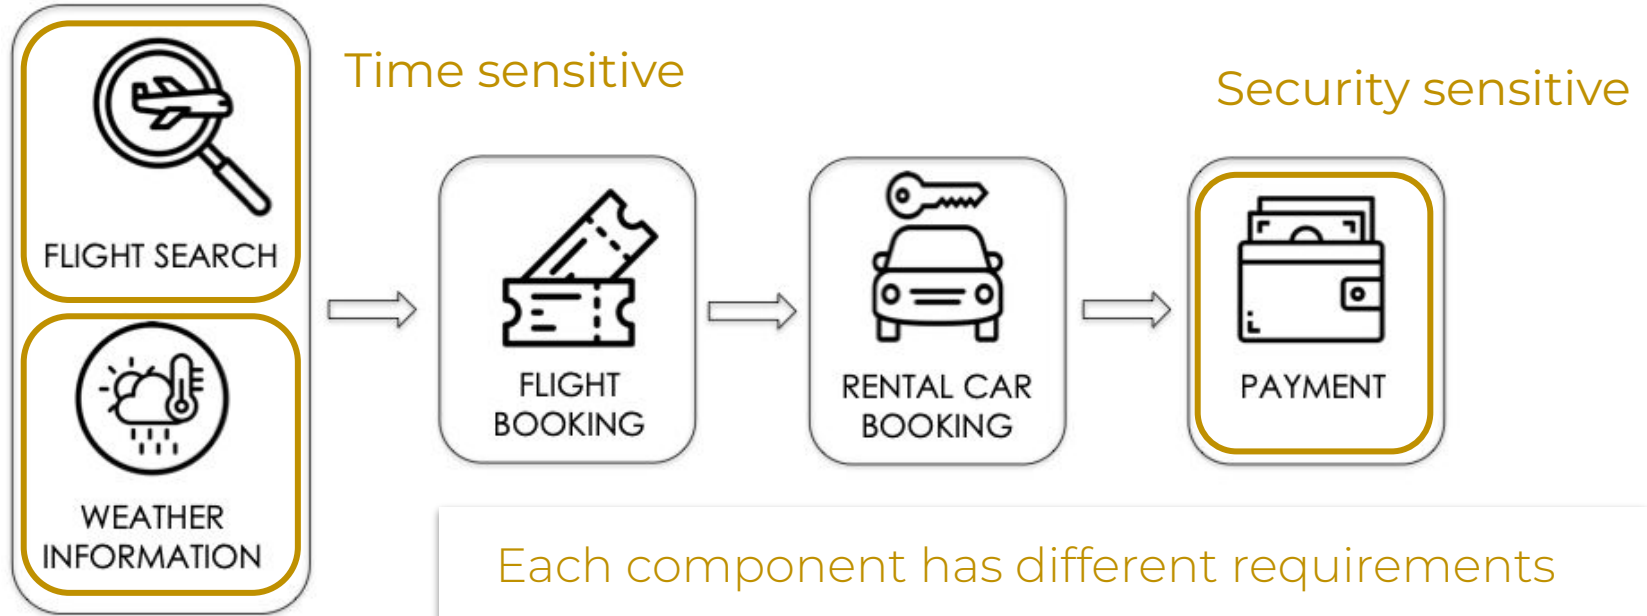 Time sensitive
Security sensitive
FLIGHT SEARCH
WEATHER
INFORMATION
FLIGHT
BOOKING
RENTAL CAR
BOOKING
PAYMENT
Each component has different requirements